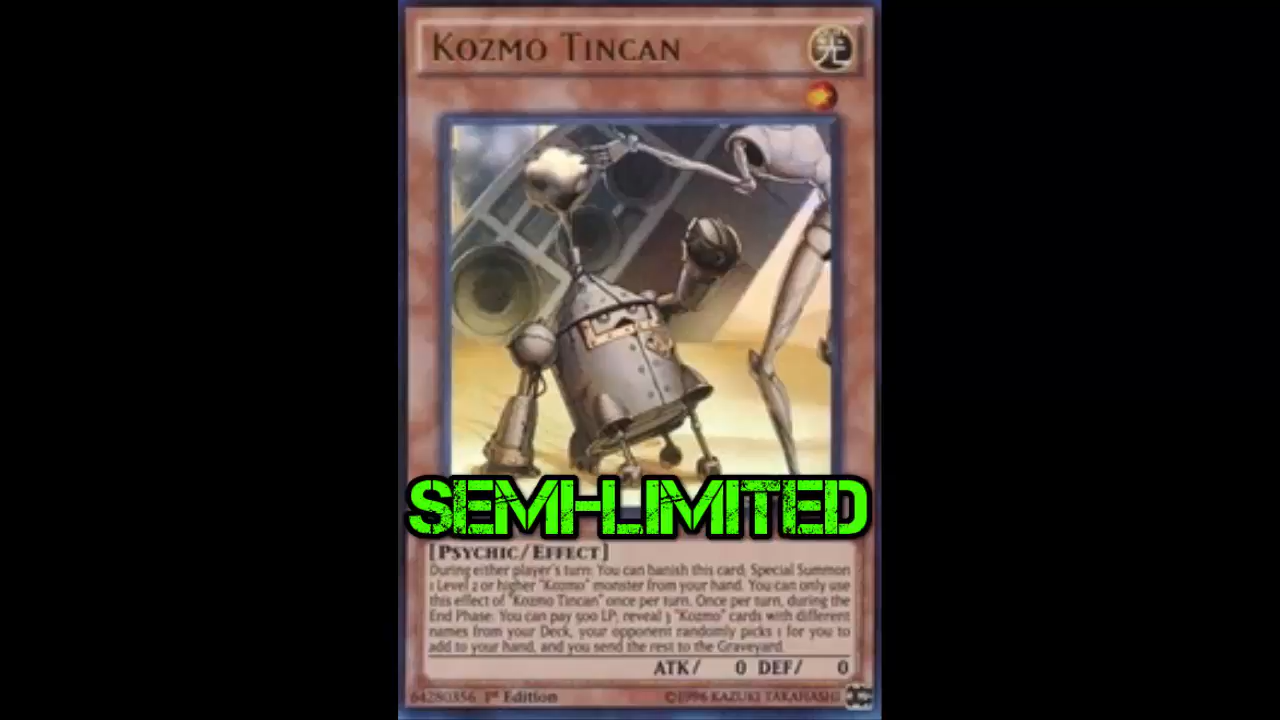 Kozmo Tincan
光
SEMI-LIMITED
[Psychic/Effect]
During either player's turn: You can banish this card; Special Summon
1 Level 2 or higher "Kozmo" monster from your hand. You can only use
this effect of "Kozmo Tincan" once per turn. Once per turn, during the
End Phase: You can pay 500 LP; reveal 3 "Kozmo" cards with different
names from your Deck, your opponent randomly picks 1 for you to
add to your hand, and you send the rest to the Graveyard.
ATK/ 0 DEF/ 0
64280356 1st Edition ©1996 KAZUKI TAKAHASHI